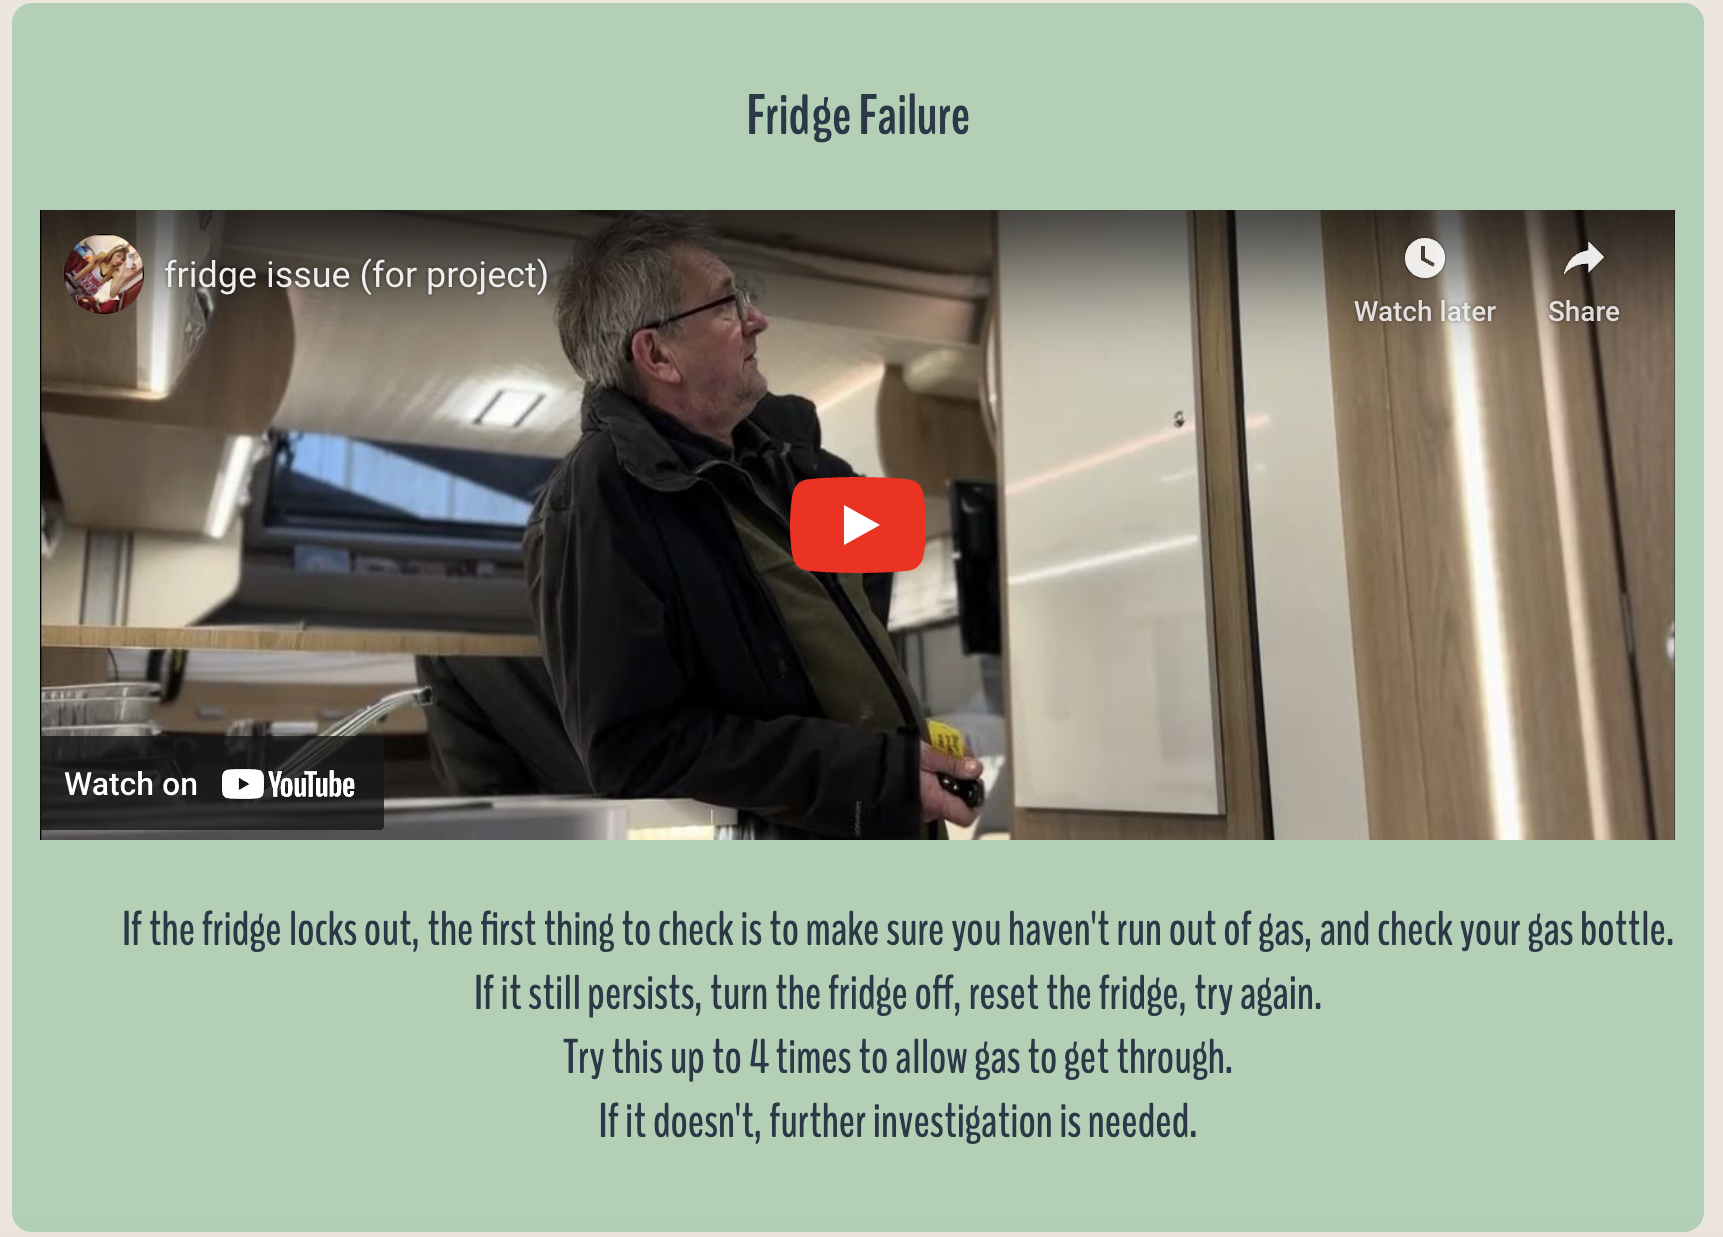 Fridge Failure
fridge issue (for project)
Watch later
Share
Watch on YouTube
If the fridge locks out, the first thing to check is to make sure you haven't run out of gas, and check your gas bottle.
If it still persists, turn the fridge off, reset the fridge, try again.
Try this up to 4 times to allow gas to get through.
If it doesn't, further investigation is needed.